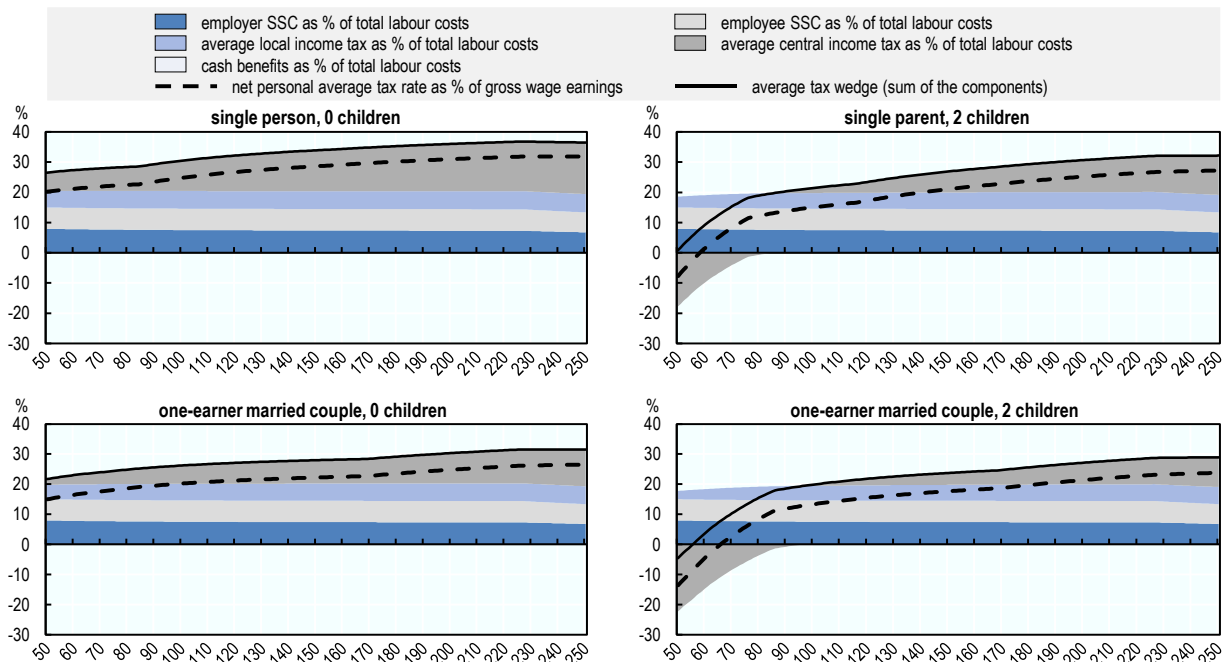 employer SSC as % of total labour costs
employee SSC as % of total labour costs
average local income tax as % of total labour costs
average central income tax as % of total labour costs
cash benefits as % of total labour costs
net personal average tax rate as % of gross wage earnings
average tax wedge (sum of the components)
%
single person, 0 children
40
30
20
10
0
-10
-20
-30
50 60 70 80 90 100 110 120 130 140 150 160 170 180 190 200 210 220 230 240 250
%
single parent, 2 children
40
30
20
10
0
-10
-20
-30
50 60 70 80 90 100 110 120 130 140 150 160 170 180 190 200 210 220 230 240 250
%
one-earner married couple, 0 children
40
30
20
10
0
-10
-20
-30
50 60 70 80 90 100 110 120 130 140 150 160 170 180 190 200 210 220 230 240 250
%
one-earner married couple, 2 children
40
30
20
10
0
-10
-20
-30
50 60 70 80 90 100 110 120 130 140 150 160 170 180 190 200 210 220 230 240 250